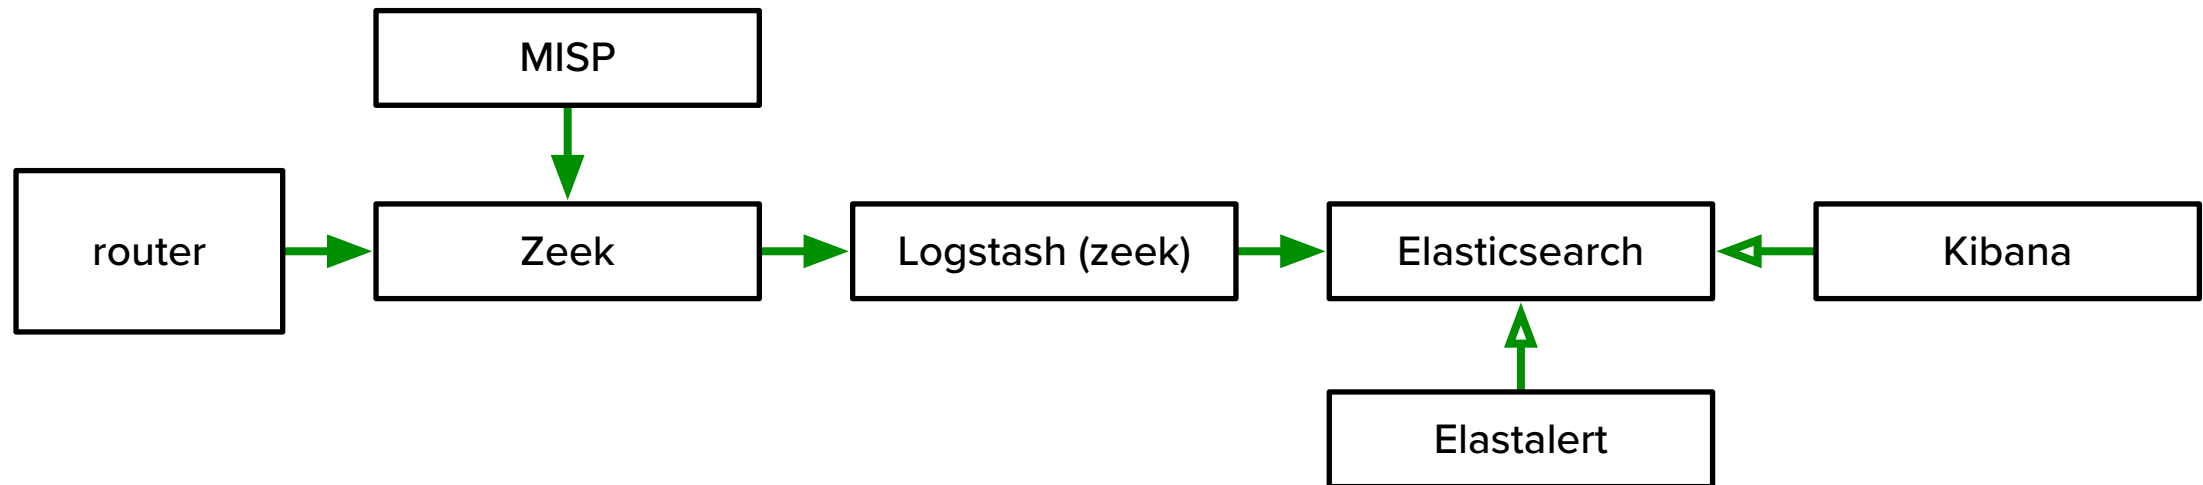 MISP
router
Zeek
Logstash (zeek)
Elasticsearch
Kibana
Elastalert